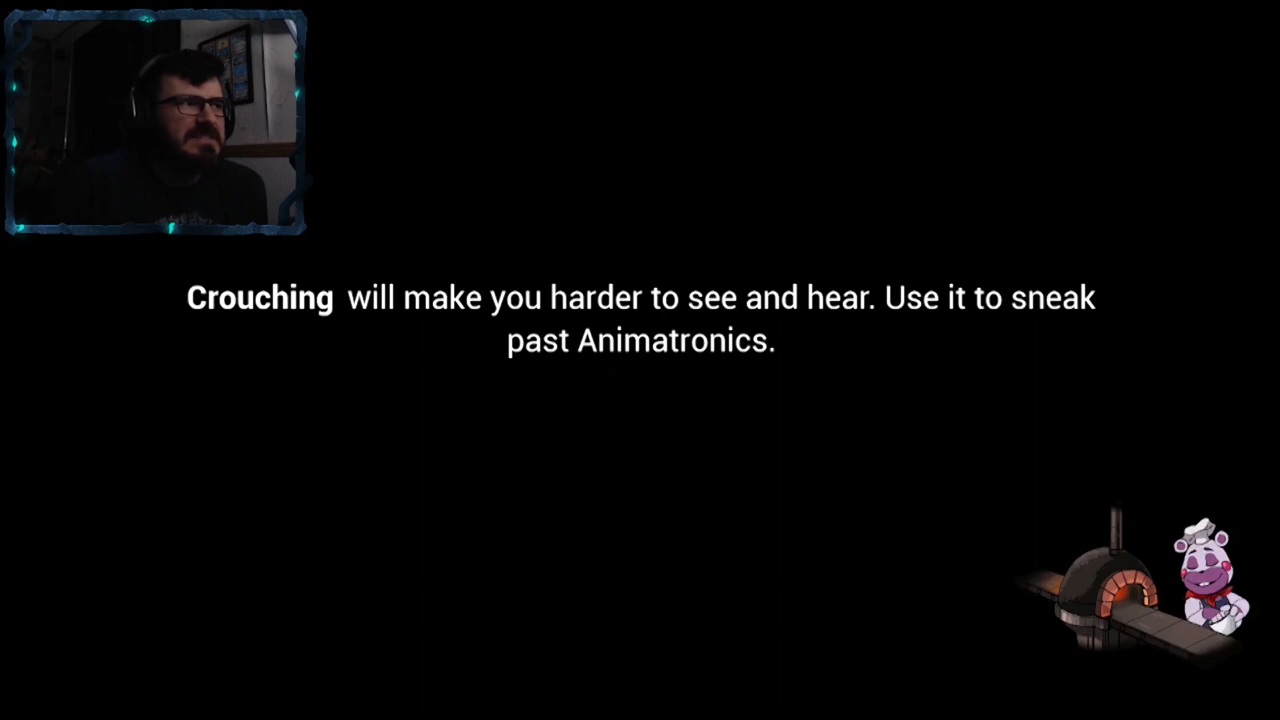 Crouching will make you harder to see and hear. Use it to sneak
past Animatronics.